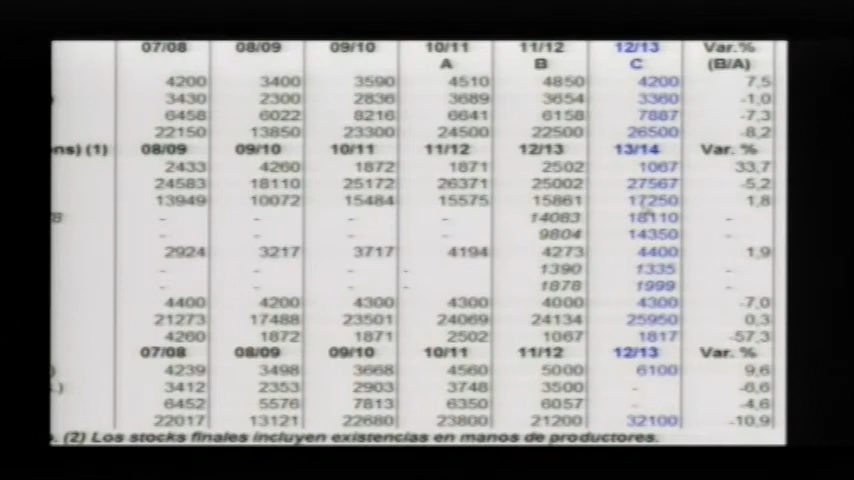 07/08 08/09 09/10 10/11 11/12 12/13 Var.%
A B C (B/A)
4200 3400 3590 4510 4850 4200 7,5
3430 2300 2836 3689 3654 3360 -1,0
6458 6022 8216 6641 6158 7887 -7,3
22150 13850 23300 24500 22500 26500 -8,2
ns) (1) 08/09 09/10 10/11 11/12 12/13 13/14 Var. %
2433 4260 1872 1871 2502 1067 33,7
24583 18110 25172 26371 25002 27567 -5,2
13949 10072 15484 15575 15861 17250 1,8
- - - - 14083 18110 -
- - - - 9804 14350 -
2924 3217 3717 4194 4273 4400 1,9
- - - - 1390 1335 -
- - - - 1878 1999 -
4400 4200 4300 4300 4000 4300 -7,0
21273 17488 23501 24069 24134 25950 0,3
4260 1872 1871 2502 1067 1817 -57,3
07/08 08/09 09/10 10/11 11/12 12/13 Var. %
) 4239 3498 3668 4560 5000 6100 9,6
.) 3412 2353 2903 3748 3500 - -6,6
6452 5576 7813 6350 6057 - -4,6
22017 13121 22680 23800 21200 32100 -10,9
. (2) Los stocks finales incluyen existencias en manos de productores.